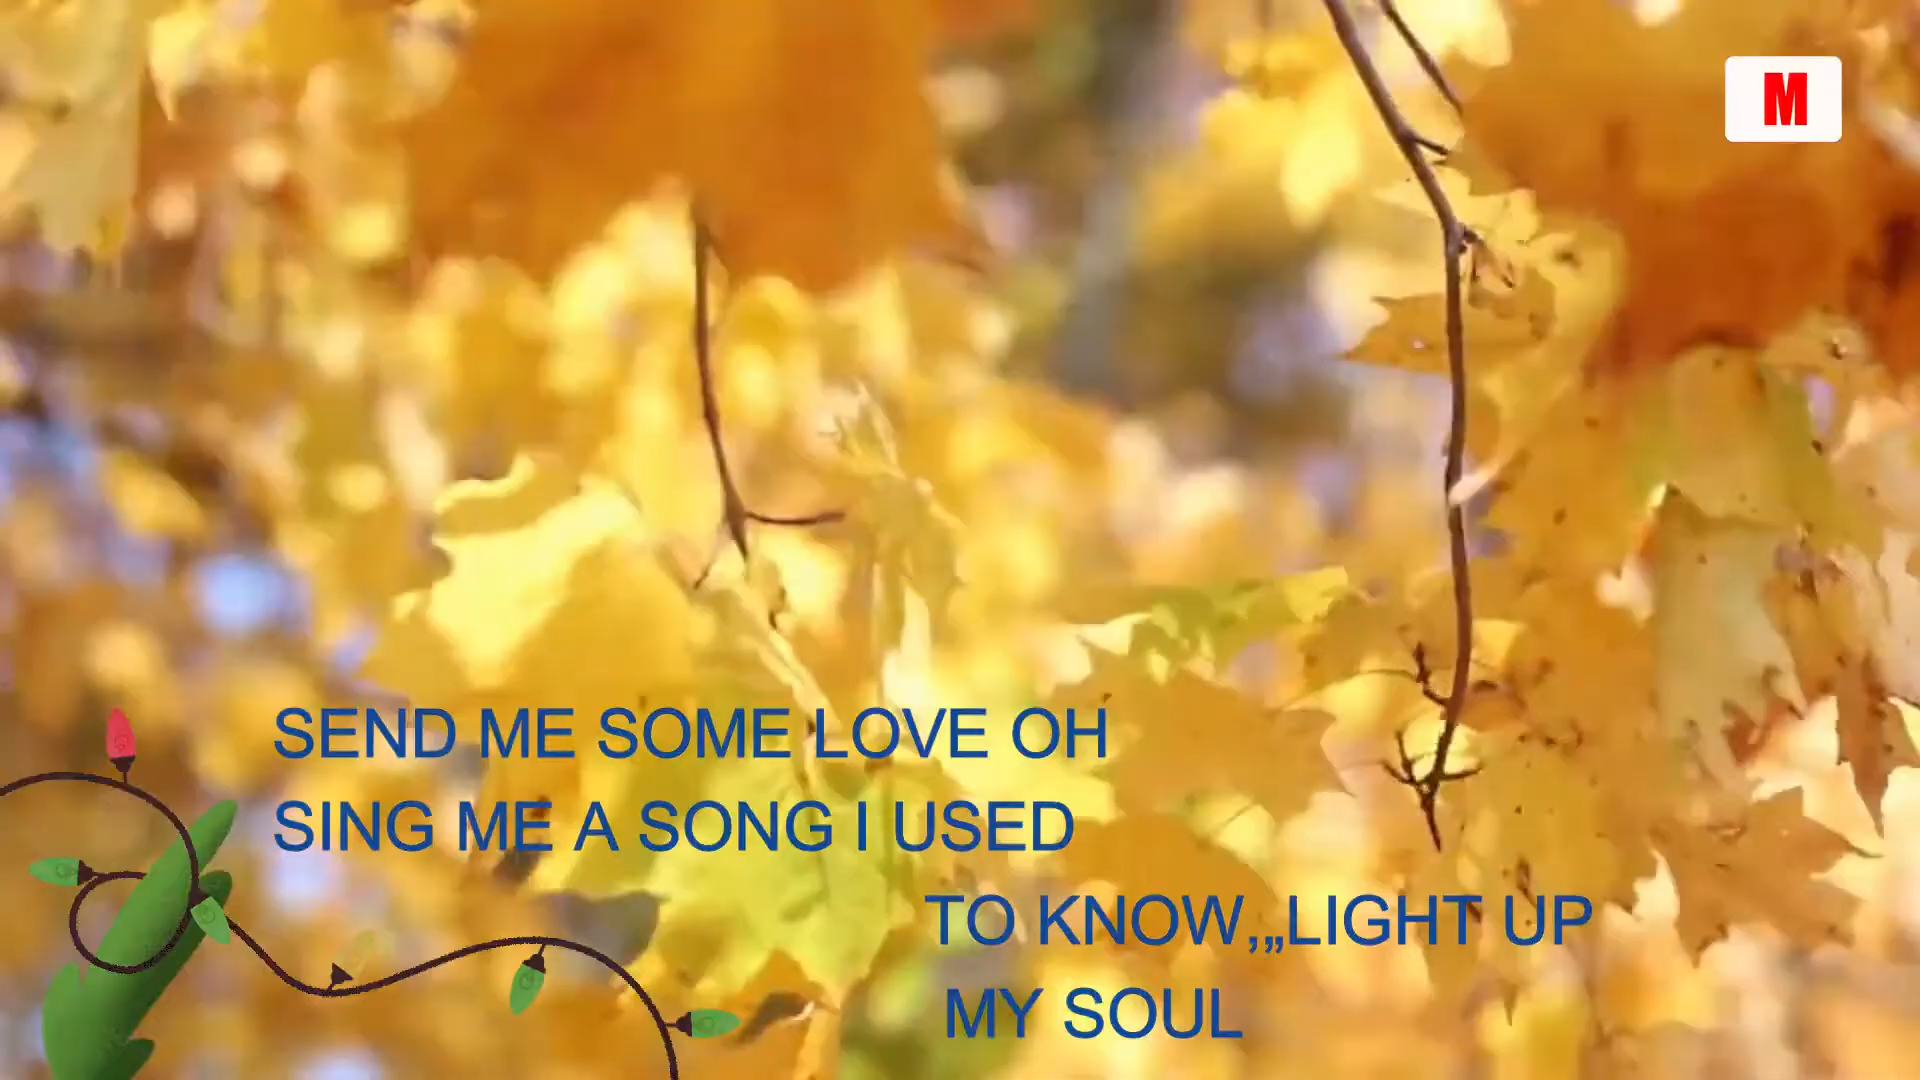 M
SEND ME SOME LOVE OH
SING ME A SONG I USED
TO KNOW,,,LIGHT UP
MY SOUL